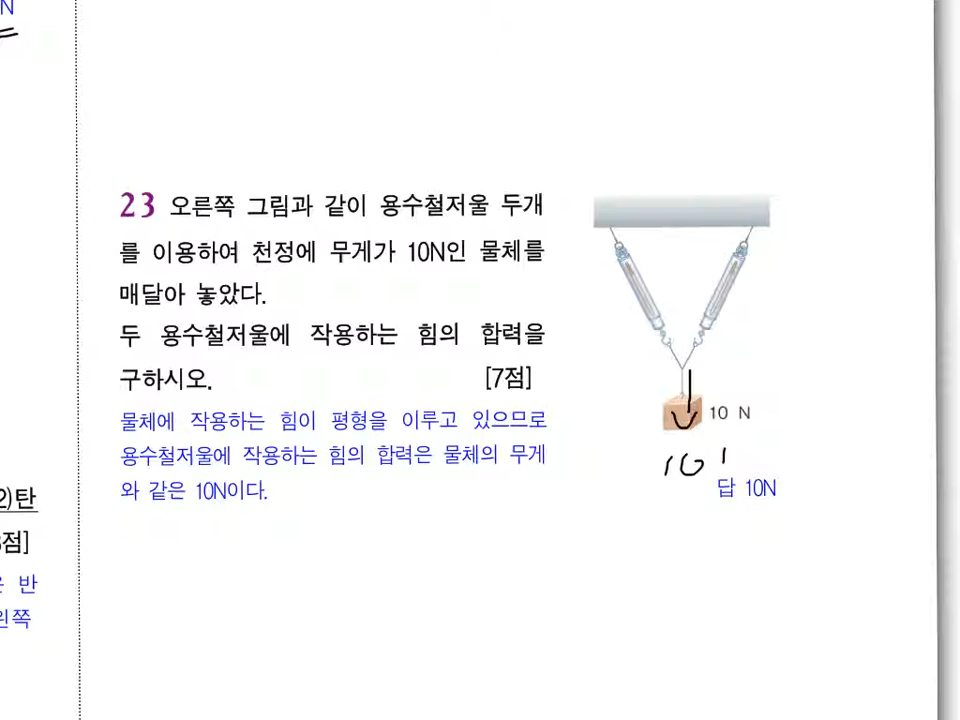 N
23 오른쪽 그림과 같이 용수철저울 두개
를 이용하여 천정에 무게가 10N인 물체를
매달아 놓았다.
두 용수철저울에 작용하는 힘의 합력을
구하시오. [7점]
물체에 작용하는 힘이 평형을 이루고 있으므로
용수철저울에 작용하는 힘의 합력은 물체의 무게
와 같은 10N이다.
10 N
10
답 10N
2)탄
점]
반
왼쪽